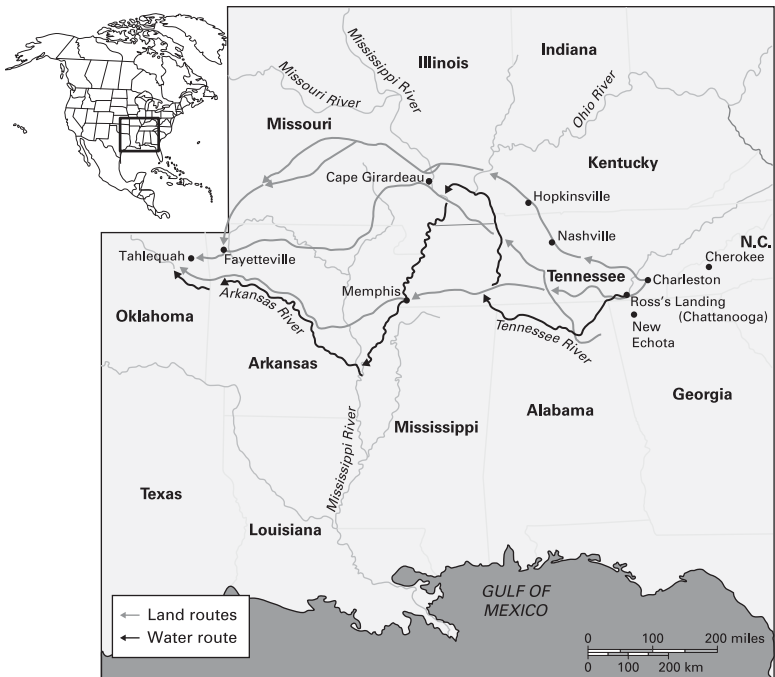 Illinois
Indiana
Mississippi River
Missouri River
Ohio River
Missouri
Kentucky
Cape Girardeau
Hopkinsville
Nashville
N.C.
Cherokee
Tahlequah
Fayetteville
Tennessee
Charleston
Memphis
Ross's Landing
(Chattanooga)
Arkansas River
Oklahoma
New
Echota
Tennessee River
Arkansas
Georgia
Mississippi
Alabama
Mississippi River
Texas
Louisiana
GULF OF
MEXICO
Land routes
Water route
0 100 200 miles
0 100 200 km